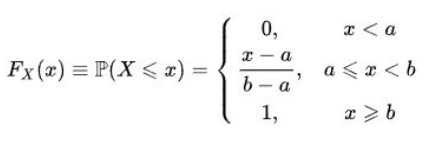 F_X(x) ≡ ℙ(X ⩽ x) = { 0, x < a
(x − a)/(b − a), a ⩽ x < b
1, x ⩾ b